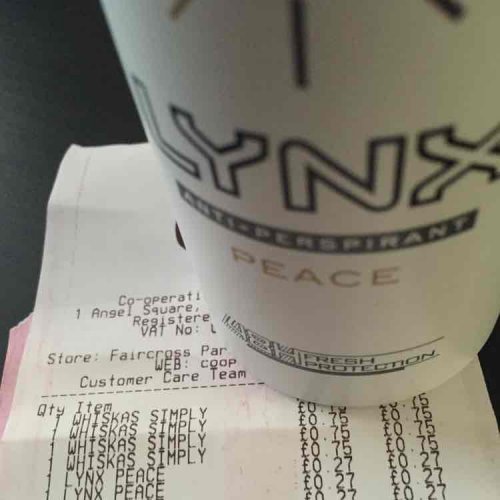 LYNX
ANTI-PERSPIRANT
PEACE
FRESH
PROTECTION
Co-operati
1 Angel Square,
Registere
VAT No:
Store: Faircross Par
WEB: coop
Customer Care Team
Qty Item
1 WHISKAS SIMPLY £0.75 £0.75
1 WHISKAS SIMPLY £0.75 £0.75
1 WHISKAS SIMPLY £0.75 £0.75
1 WHISKAS SIMPLY £0.75 £0.75
1 LYNX PEACE £0.27 £0.27
1 LYNX PEACE £0.27 £0.27